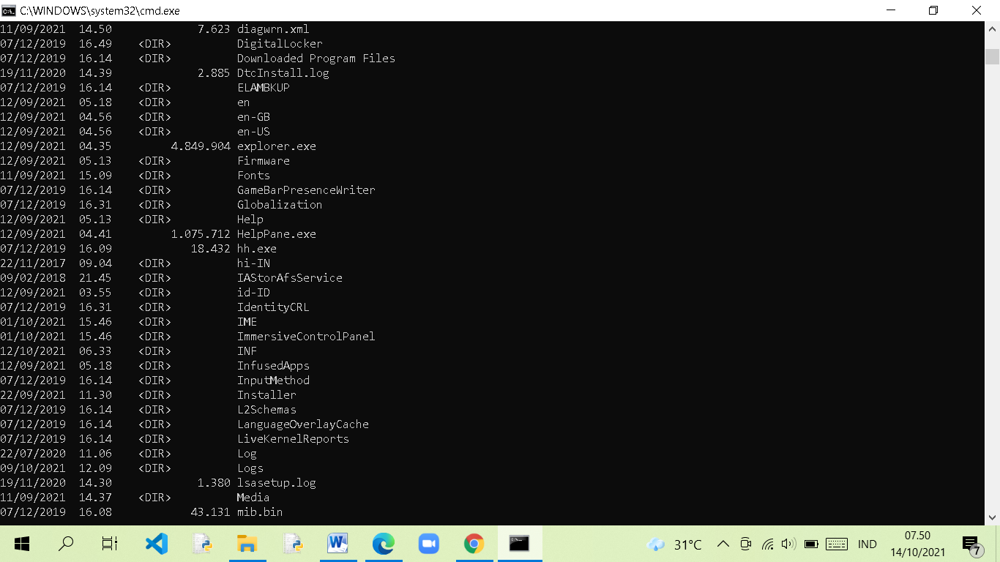 C:\WINDOWS\system32\cmd.exe
11/09/2021  14.50             7.623 diagwrn.xml
07/12/2019  16.49    <DIR>          DigitalLocker
07/12/2019  16.14    <DIR>          Downloaded Program Files
19/11/2020  14.39             2.885 DtcInstall.log
07/12/2019  16.14    <DIR>          ELAMBKUP
12/09/2021  05.18    <DIR>          en
12/09/2021  04.56    <DIR>          en-GB
12/09/2021  04.56    <DIR>          en-US
12/09/2021  04.35         4.849.904 explorer.exe
12/09/2021  05.13    <DIR>          Firmware
11/09/2021  15.09    <DIR>          Fonts
07/12/2019  16.14    <DIR>          GameBarPresenceWriter
07/12/2019  16.31    <DIR>          Globalization
12/09/2021  05.13    <DIR>          Help
12/09/2021  04.41         1.075.712 HelpPane.exe
07/12/2019  16.09            18.432 hh.exe
22/11/2017  09.04    <DIR>          hi-IN
09/02/2018  21.45    <DIR>          IAStorAfsService
12/09/2021  03.55    <DIR>          id-ID
07/12/2019  16.31    <DIR>          IdentityCRL
01/10/2021  15.46    <DIR>          IME
01/10/2021  15.46    <DIR>          ImmersiveControlPanel
12/10/2021  06.33    <DIR>          INF
12/09/2021  05.18    <DIR>          InfusedApps
07/12/2019  16.14    <DIR>          InputMethod
22/09/2021  11.30    <DIR>          Installer
07/12/2019  16.14    <DIR>          L2Schemas
07/12/2019  16.14    <DIR>          LanguageOverlayCache
07/12/2019  16.14    <DIR>          LiveKernelReports
22/07/2020  11.06    <DIR>          Log
09/10/2021  12.09    <DIR>          Logs
19/11/2020  14.30             1.380 lsasetup.log
11/09/2021  14.37    <DIR>          Media
07/12/2019  16.08            43.131 mib.bin
31°C IND 07.50
14/10/2021
7